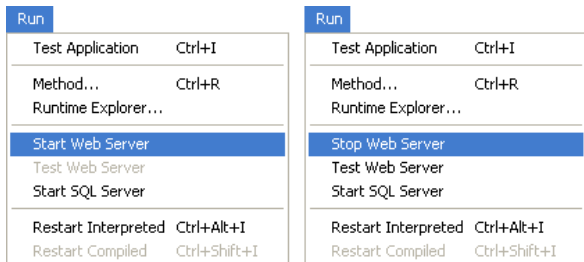 Run
Test Application Ctrl+I
Method... Ctrl+R
Runtime Explorer...
Start Web Server
Test Web Server
Start SQL Server
Restart Interpreted Ctrl+Alt+I
Restart Compiled Ctrl+Shift+I
Run
Test Application Ctrl+I
Method... Ctrl+R
Runtime Explorer...
Stop Web Server
Test Web Server
Start SQL Server
Restart Interpreted Ctrl+Alt+I
Restart Compiled Ctrl+Shift+I